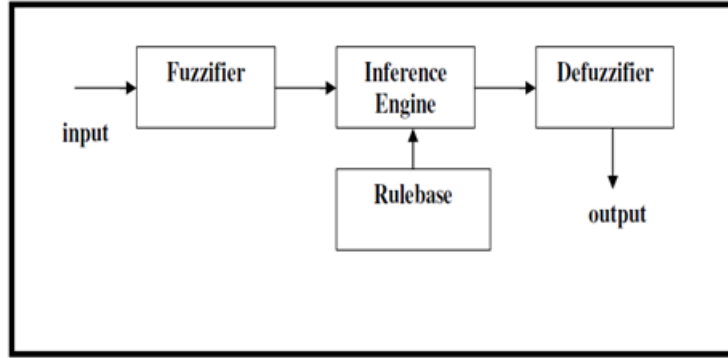 Fuzzifier
Inference
Engine
Defuzzifier
input
Rulebase
output